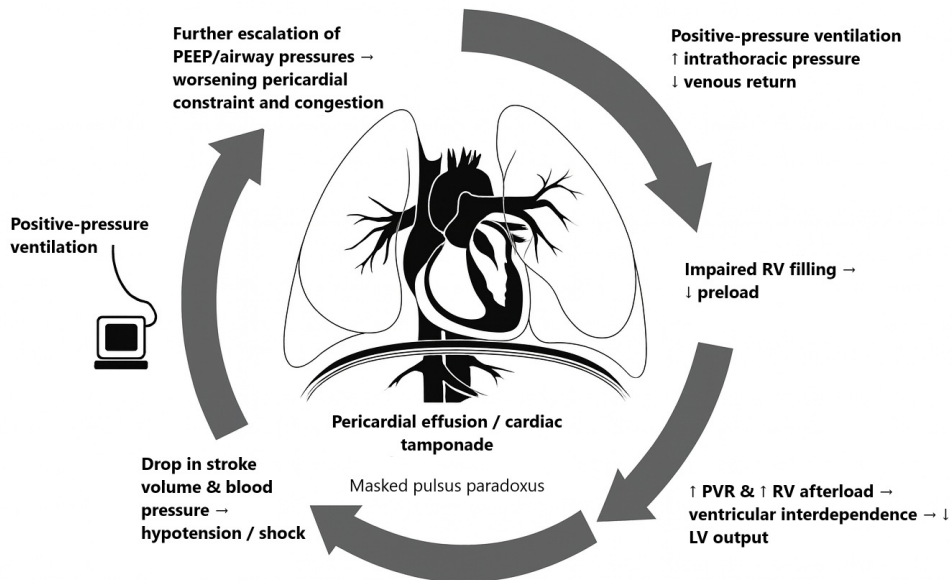 Further escalation of
PEEP/airway pressures →
worsening pericardial
constraint and congestion
Positive-pressure ventilation
↑ intrathoracic pressure
↓ venous return
Positive-pressure
ventilation
Impaired RV filling →
↓ preload
Pericardial effusion / cardiac
tamponade
Masked pulsus paradoxus
Drop in stroke
volume & blood
pressure →
hypotension / shock
↑ PVR & ↑ RV afterload →
ventricular interdependence → ↓
LV output